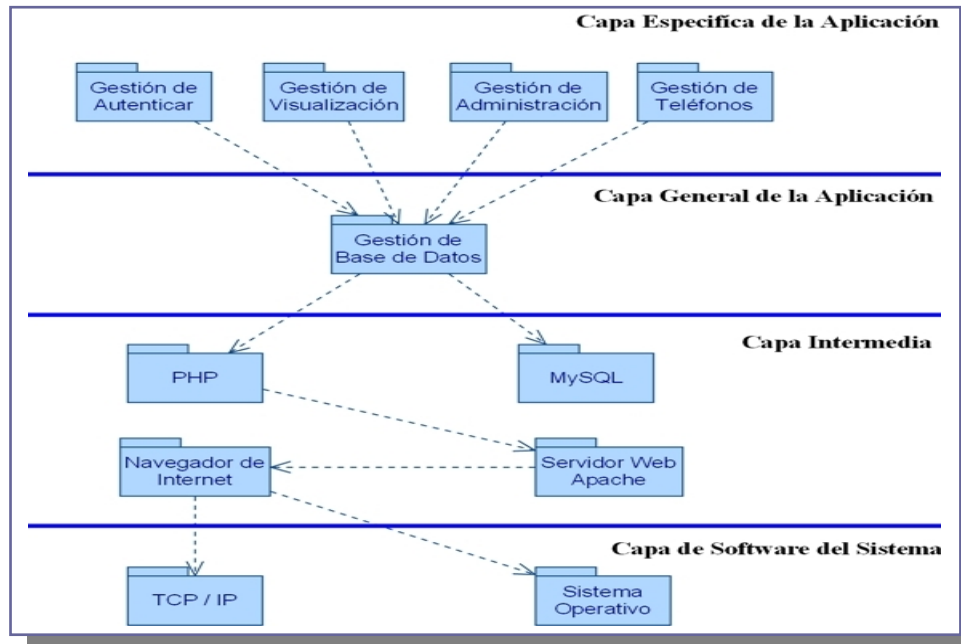 Capa Especifíca de la Aplicación
Gestión de
Autenticar
Gestión de
Visualización
Gestión de
Administración
Gestión de
Teléfonos
Capa General de la Aplicación
Gestión de
Base de Datos
Capa Intermedia
PHP
MySQL
Navegador de
Internet
Servidor Web
Apache
Capa de Software del Sistema
TCP / IP
Sistema
Operativo